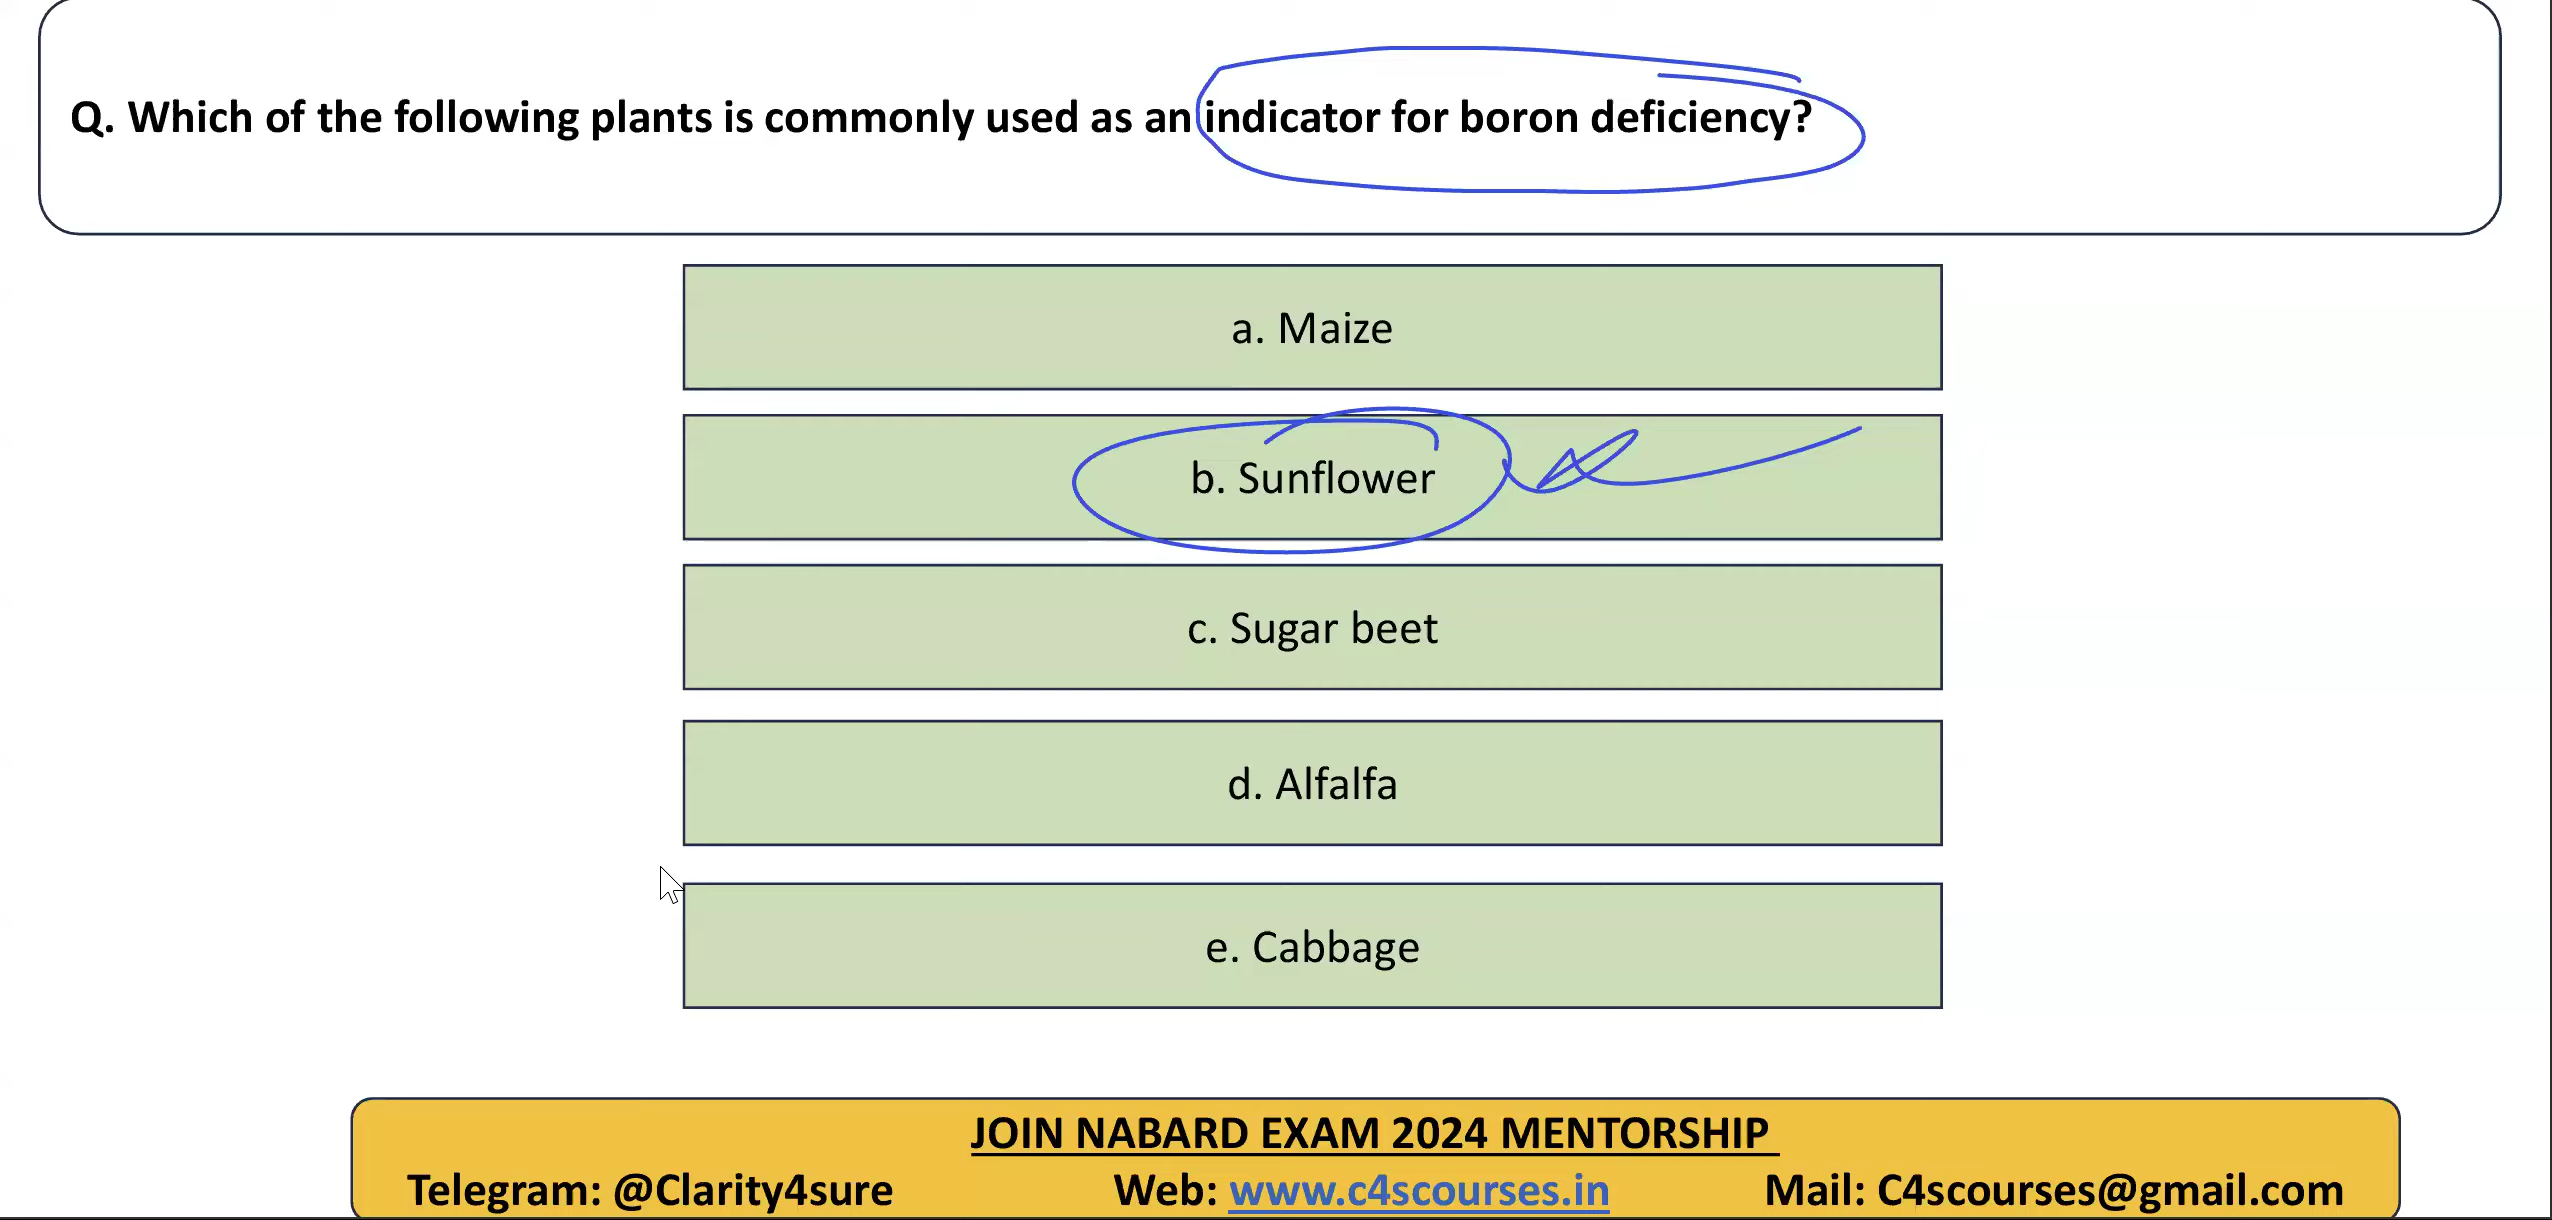 Q. Which of the following plants is commonly used as an indicator for boron deficiency?
a. Maize
b. Sunflower
c. Sugar beet
d. Alfalfa
e. Cabbage
JOIN NABARD EXAM 2024 MENTORSHIP
Telegram: @Clarity4sure Web: www.c4scourses.in Mail: C4scourses@gmail.com